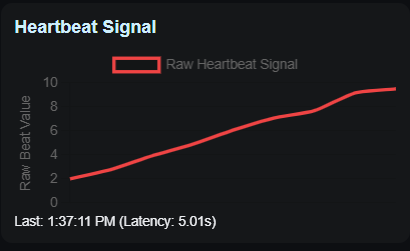 Heartbeat Signal
Raw Heartbeat Signal
Raw Beat Value
10
8
6
4
2
0
Last: 1:37:11 PM (Latency: 5.01s)